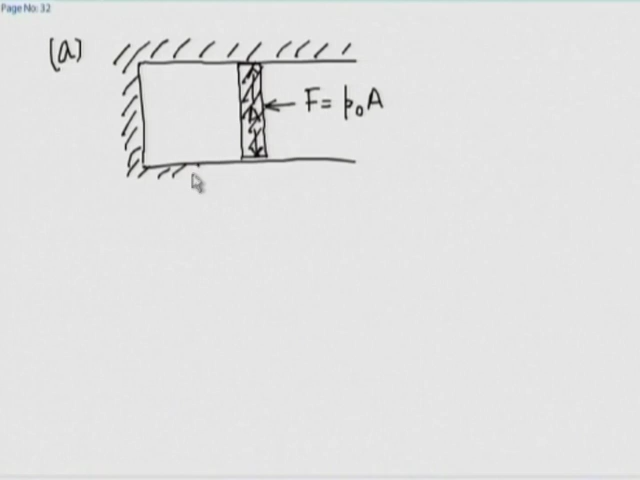 Page No: 32
(a)
F = p₀A
A